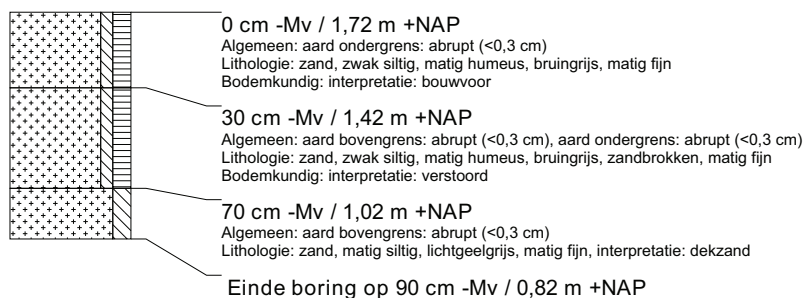 0 cm -Mv / 1,72 m +NAP
Algemeen: aard ondergrens: abrupt (<0,3 cm)
Lithologie: zand, zwak siltig, matig humeus, bruingrijs, matig fijn
Bodemkundig: interpretatie: bouwvoor
30 cm -Mv / 1,42 m +NAP
Algemeen: aard bovengrens: abrupt (<0,3 cm), aard ondergrens: abrupt (<0,3 cm)
Lithologie: zand, zwak siltig, matig humeus, bruingrijs, zandbrokken, matig fijn
Bodemkundig: interpretatie: verstoord
70 cm -Mv / 1,02 m +NAP
Algemeen: aard bovengrens: abrupt (<0,3 cm)
Lithologie: zand, matig siltig, lichtgeelgrijs, matig fijn, interpretatie: dekzand
Einde boring op 90 cm -Mv / 0,82 m +NAP